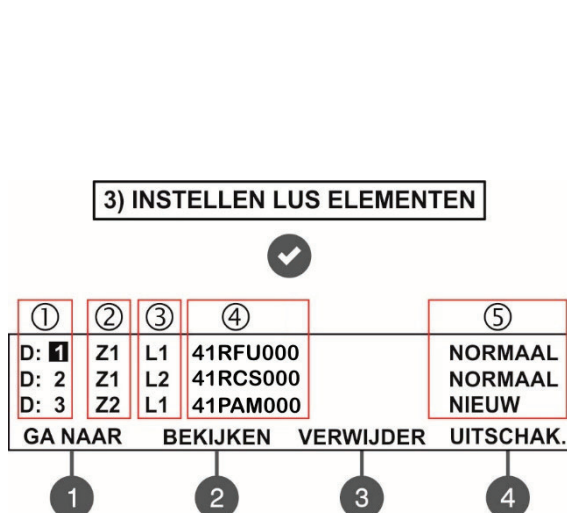 3) INSTELLEN LUS ELEMENTEN
① ② ③ ④ ⑤
D: 1 Z1 L1 41RFU000 NORMAAL
D: 2 Z1 L2 41RCS000 NORMAAL
D: 3 Z2 L1 41PAM000 NIEUW
GA NAAR BEKIJKEN VERWIJDER UITSCHAK.
1 2 3 4